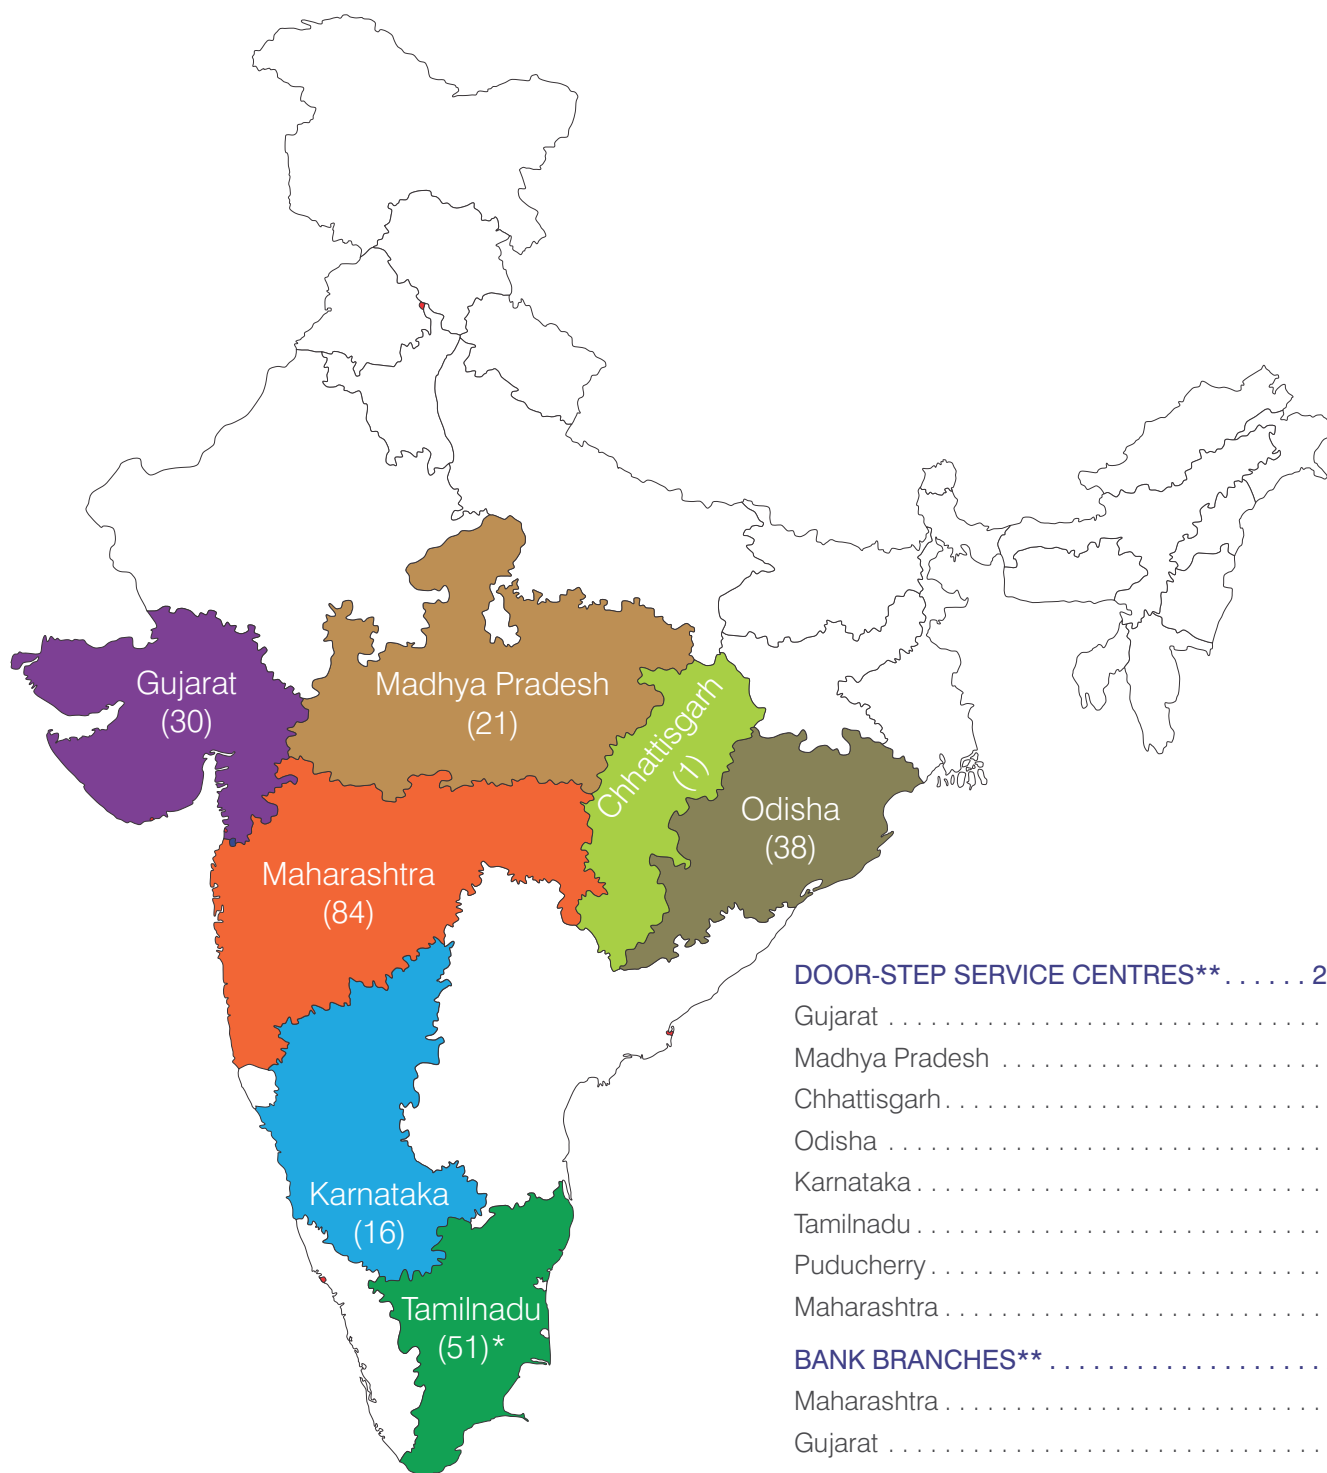 Gujarat
(30)
Madhya Pradesh
(21)
Chhattisgarh
(1)
Odisha
(38)
Maharashtra
(84)
Karnataka
(16)
Tamilnadu
(51)*
DOOR-STEP SERVICE CENTRES** . . . . . . 2
Gujarat . . . . . . . . . . . . . . . . . . . . . . . . . . . . . . .
Madhya Pradesh . . . . . . . . . . . . . . . . . . . . . . .
Chhattisgarh . . . . . . . . . . . . . . . . . . . . . . . . . . .
Odisha . . . . . . . . . . . . . . . . . . . . . . . . . . . . . . .
Karnataka . . . . . . . . . . . . . . . . . . . . . . . . . . . . .
Tamilnadu . . . . . . . . . . . . . . . . . . . . . . . . . . . . .
Puducherry . . . . . . . . . . . . . . . . . . . . . . . . . . . .
Maharashtra . . . . . . . . . . . . . . . . . . . . . . . . . . .
BANK BRANCHES** . . . . . . . . . . . . . . . . . . .
Maharashtra . . . . . . . . . . . . . . . . . . . . . . . . . . .
Gujarat . . . . . . . . . . . . . . . . . . . . . . . . . . . . . . .